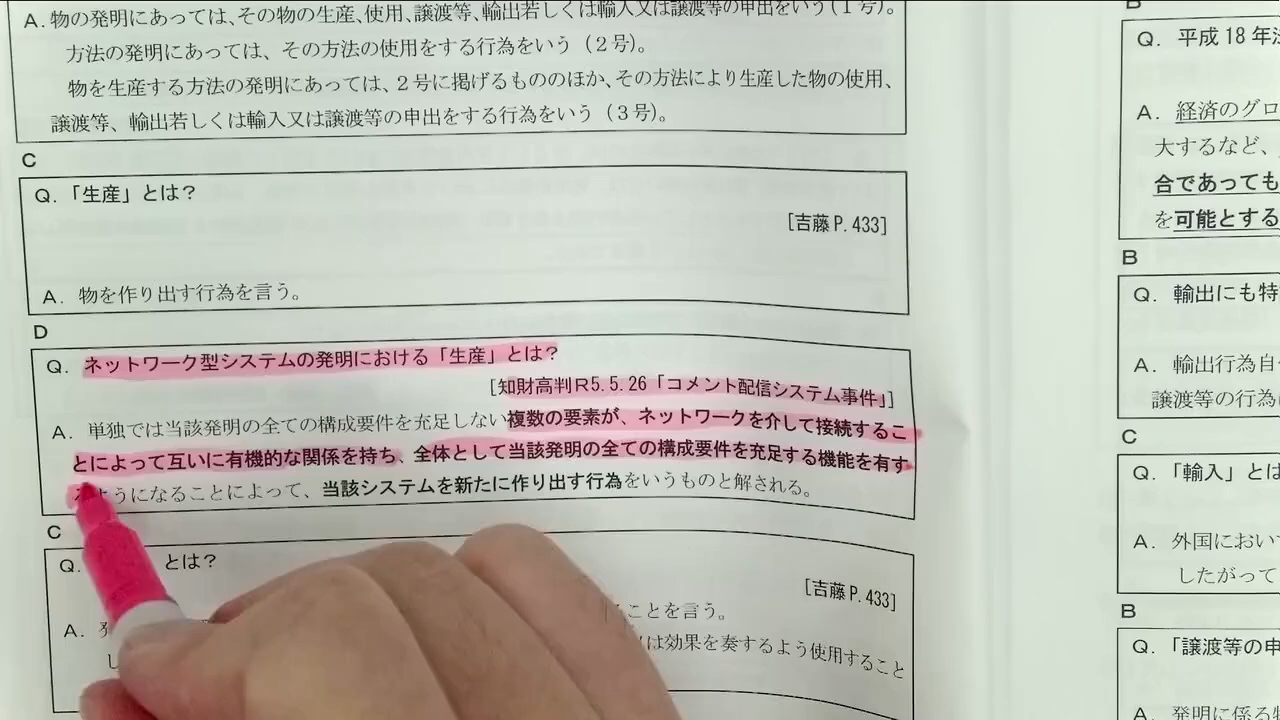 A. 物の発明にあっては、その物の生産、使用、譲渡等、輸出若しくは輸入又は譲渡等の申出をいう(1号)。
方法の発明にあっては、その方法の使用をする行為をいう(2号)。
物を生産する方法の発明にあっては、2号に掲げるもののほか、その方法により生産した物の使用、
譲渡等、輸出若しくは輸入又は譲渡等の申出をする行為をいう(3号)。
C
Q.「生産」とは?
[吉藤P.433]
A. 物を作り出す行為を言う。
D
Q. ネットワーク型システムの発明における「生産」とは?
[知財高判R5.5.26「コメント配信システム事件」]
A. 単独では当該発明の全ての構成要件を充足しない複数の要素が、ネットワークを介して接続するこ
とによって互いに有機的な関係を持ち、全体として当該発明の全ての構成要件を充足する機能を有す
るようになることによって、当該システムを新たに作り出す行為をいうものと解される。
C
Q. とは?
[吉藤P.433]
A. ことを言う。
は効果を奏するよう使用すること
し
B
Q. 平成18年
A. 経済のグロ
大するなど、
合であっても
を可能とする
B
Q. 輸出にも特
A. 輸出行為自
譲渡等の行為
C
Q.「輸入」とは
A. 外国におい
したがって
B
Q.「譲渡等の申
A. 発明に係る